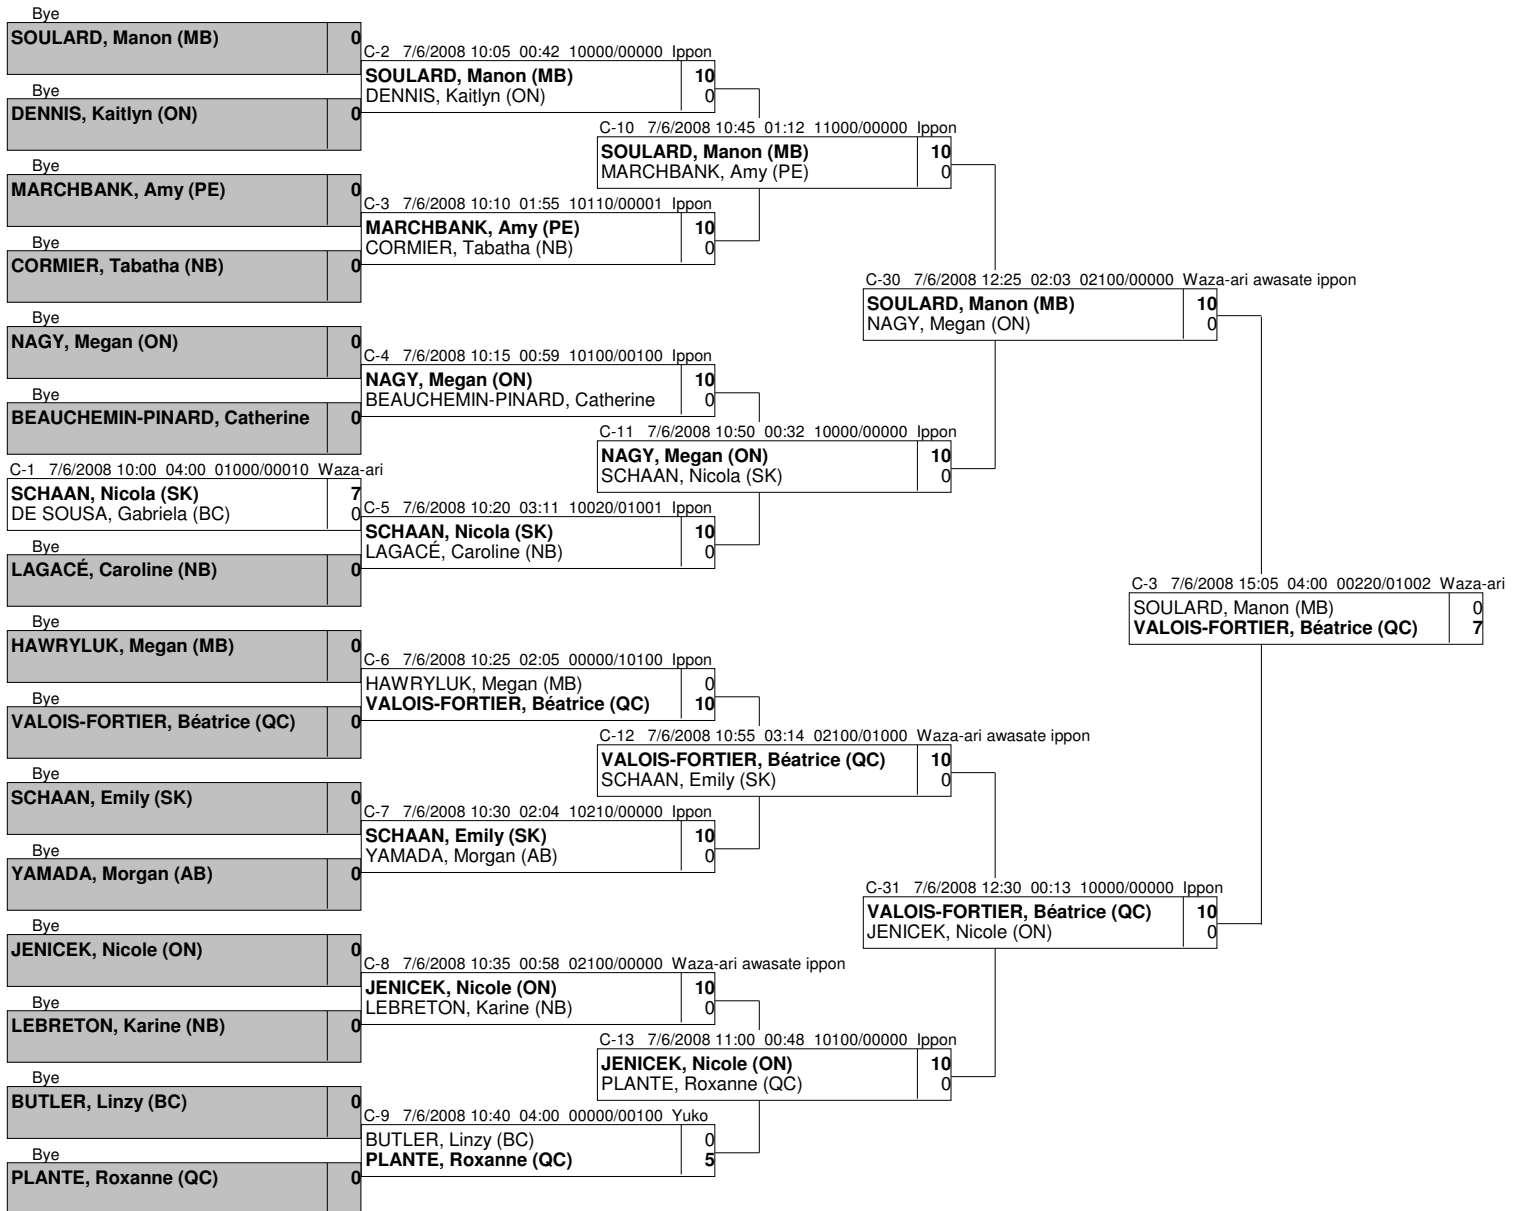 Bye
SOULARD, Manon (MB) 0
Bye
DENNIS, Kaitlyn (ON) 0
Bye
MARCHBANK, Amy (PE) 0
Bye
CORMIER, Tabatha (NB) 0
Bye
NAGY, Megan (ON) 0
Bye
BEAUCHEMIN-PINARD, Catherine 0
C-1 7/6/2008 10:00 04:00 01000/00010 Waza-ari
SCHAAN, Nicola (SK) 7
DE SOUSA, Gabriela (BC) 0
Bye
LAGACÉ, Caroline (NB) 0
Bye
HAWRYLUK, Megan (MB) 0
Bye
VALOIS-FORTIER, Béatrice (QC) 0
Bye
SCHAAN, Emily (SK) 0
Bye
YAMADA, Morgan (AB) 0
Bye
JENICEK, Nicole (ON) 0
Bye
LEBRETON, Karine (NB) 0
Bye
BUTLER, Linzy (BC) 0
Bye
PLANTE, Roxanne (QC) 0
C-2 7/6/2008 10:05 00:42 10000/00000 Ippon
SOULARD, Manon (MB) 10
DENNIS, Kaitlyn (ON) 0
C-3 7/6/2008 10:10 01:55 10110/00001 Ippon
MARCHBANK, Amy (PE) 10
CORMIER, Tabatha (NB) 0
C-4 7/6/2008 10:15 00:59 10100/00100 Ippon
NAGY, Megan (ON) 10
BEAUCHEMIN-PINARD, Catherine 0
C-5 7/6/2008 10:20 03:11 10020/01001 Ippon
SCHAAN, Nicola (SK) 10
LAGACÉ, Caroline (NB) 0
C-6 7/6/2008 10:25 02:05 00000/10100 Ippon
HAWRYLUK, Megan (MB) 0
VALOIS-FORTIER, Béatrice (QC) 10
C-7 7/6/2008 10:30 02:04 10210/00000 Ippon
SCHAAN, Emily (SK) 10
YAMADA, Morgan (AB) 0
C-8 7/6/2008 10:35 00:58 02100/00000 Waza-ari awasate ippon
JENICEK, Nicole (ON) 10
LEBRETON, Karine (NB) 0
C-9 7/6/2008 10:40 04:00 00000/00100 Yuko
BUTLER, Linzy (BC) 0
PLANTE, Roxanne (QC) 5
C-10 7/6/2008 10:45 01:12 11000/00000 Ippon
SOULARD, Manon (MB) 10
MARCHBANK, Amy (PE) 0
C-11 7/6/2008 10:50 00:32 10000/00000 Ippon
NAGY, Megan (ON) 10
SCHAAN, Nicola (SK) 0
C-12 7/6/2008 10:55 03:14 02100/01000 Waza-ari awasate ippon
VALOIS-FORTIER, Béatrice (QC) 10
SCHAAN, Emily (SK) 0
C-13 7/6/2008 11:00 00:48 10100/00000 Ippon
JENICEK, Nicole (ON) 10
PLANTE, Roxanne (QC) 0
C-30 7/6/2008 12:25 02:03 02100/00000 Waza-ari awasate ippon
SOULARD, Manon (MB) 10
NAGY, Megan (ON) 0
C-31 7/6/2008 12:30 00:13 10000/00000 Ippon
VALOIS-FORTIER, Béatrice (QC) 10
JENICEK, Nicole (ON) 0
C-3 7/6/2008 15:05 04:00 00220/01002 Waza-ari
SOULARD, Manon (MB) 0
VALOIS-FORTIER, Béatrice (QC) 7